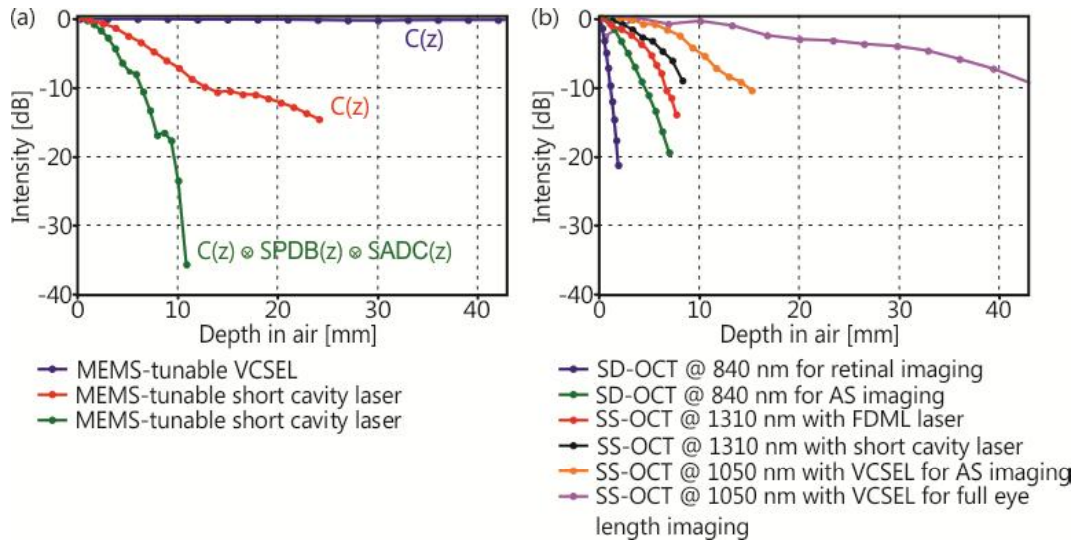 (a)
0
-10
-20
-30
-40
Intensity [dB]
C(z)
C(z)
C(z) ⊗ SPDB(z) ⊗ SADC(z)
0 10 20 30 40
Depth in air [mm]
MEMS-tunable VCSEL
MEMS-tunable short cavity laser
MEMS-tunable short cavity laser
(b)
0
-10
-20
-30
-40
Intensity [dB]
0 10 20 30 40
Depth in air [mm]
SD-OCT @ 840 nm for retinal imaging
SD-OCT @ 840 nm for AS imaging
SS-OCT @ 1310 nm with FDML laser
SS-OCT @ 1310 nm with short cavity laser
SS-OCT @ 1050 nm with VCSEL for AS imaging
SS-OCT @ 1050 nm with VCSEL for full eye
length imaging